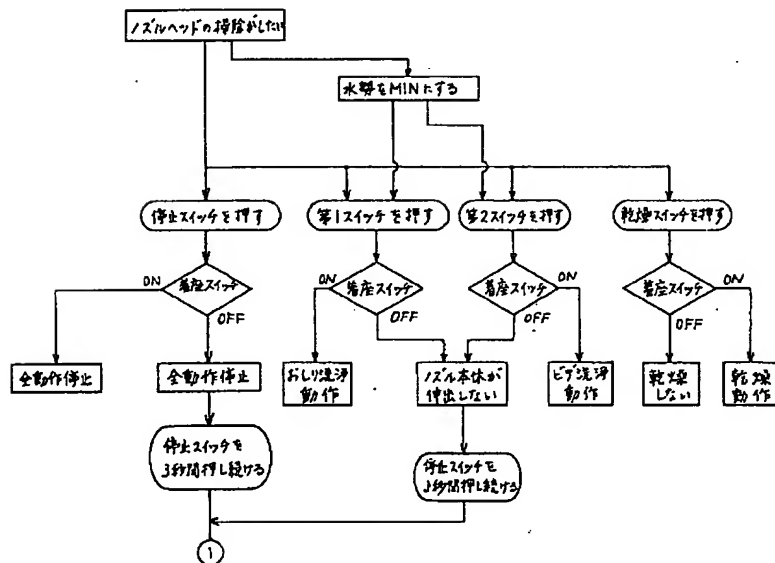 ノズルヘッドの掃除がしたい
水勢をMINにする
停止スイッチを押す
第1スイッチを押す
第2スイッチを押す
乾燥スイッチを押す
ON
着座スイッチ
OFF
ON
着座スイッチ
OFF
着座スイッチ
ON
OFF
着座スイッチ
ON
OFF
全動作停止
全動作停止
おしり洗浄
動作
ノズル本体が
伸出しない
ビデ洗浄
動作
乾燥
しない
乾燥
動作
停止スイッチを
3秒間押し続ける
停止スイッチを
3秒間押し続ける
1